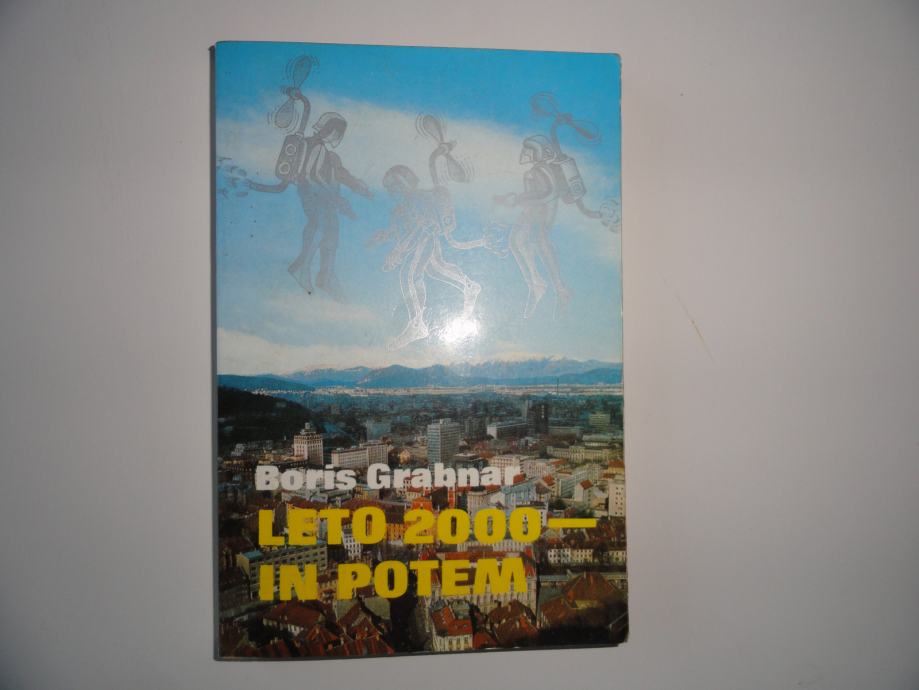 Boris Grabnar
LETO 2000—
IN POTEM